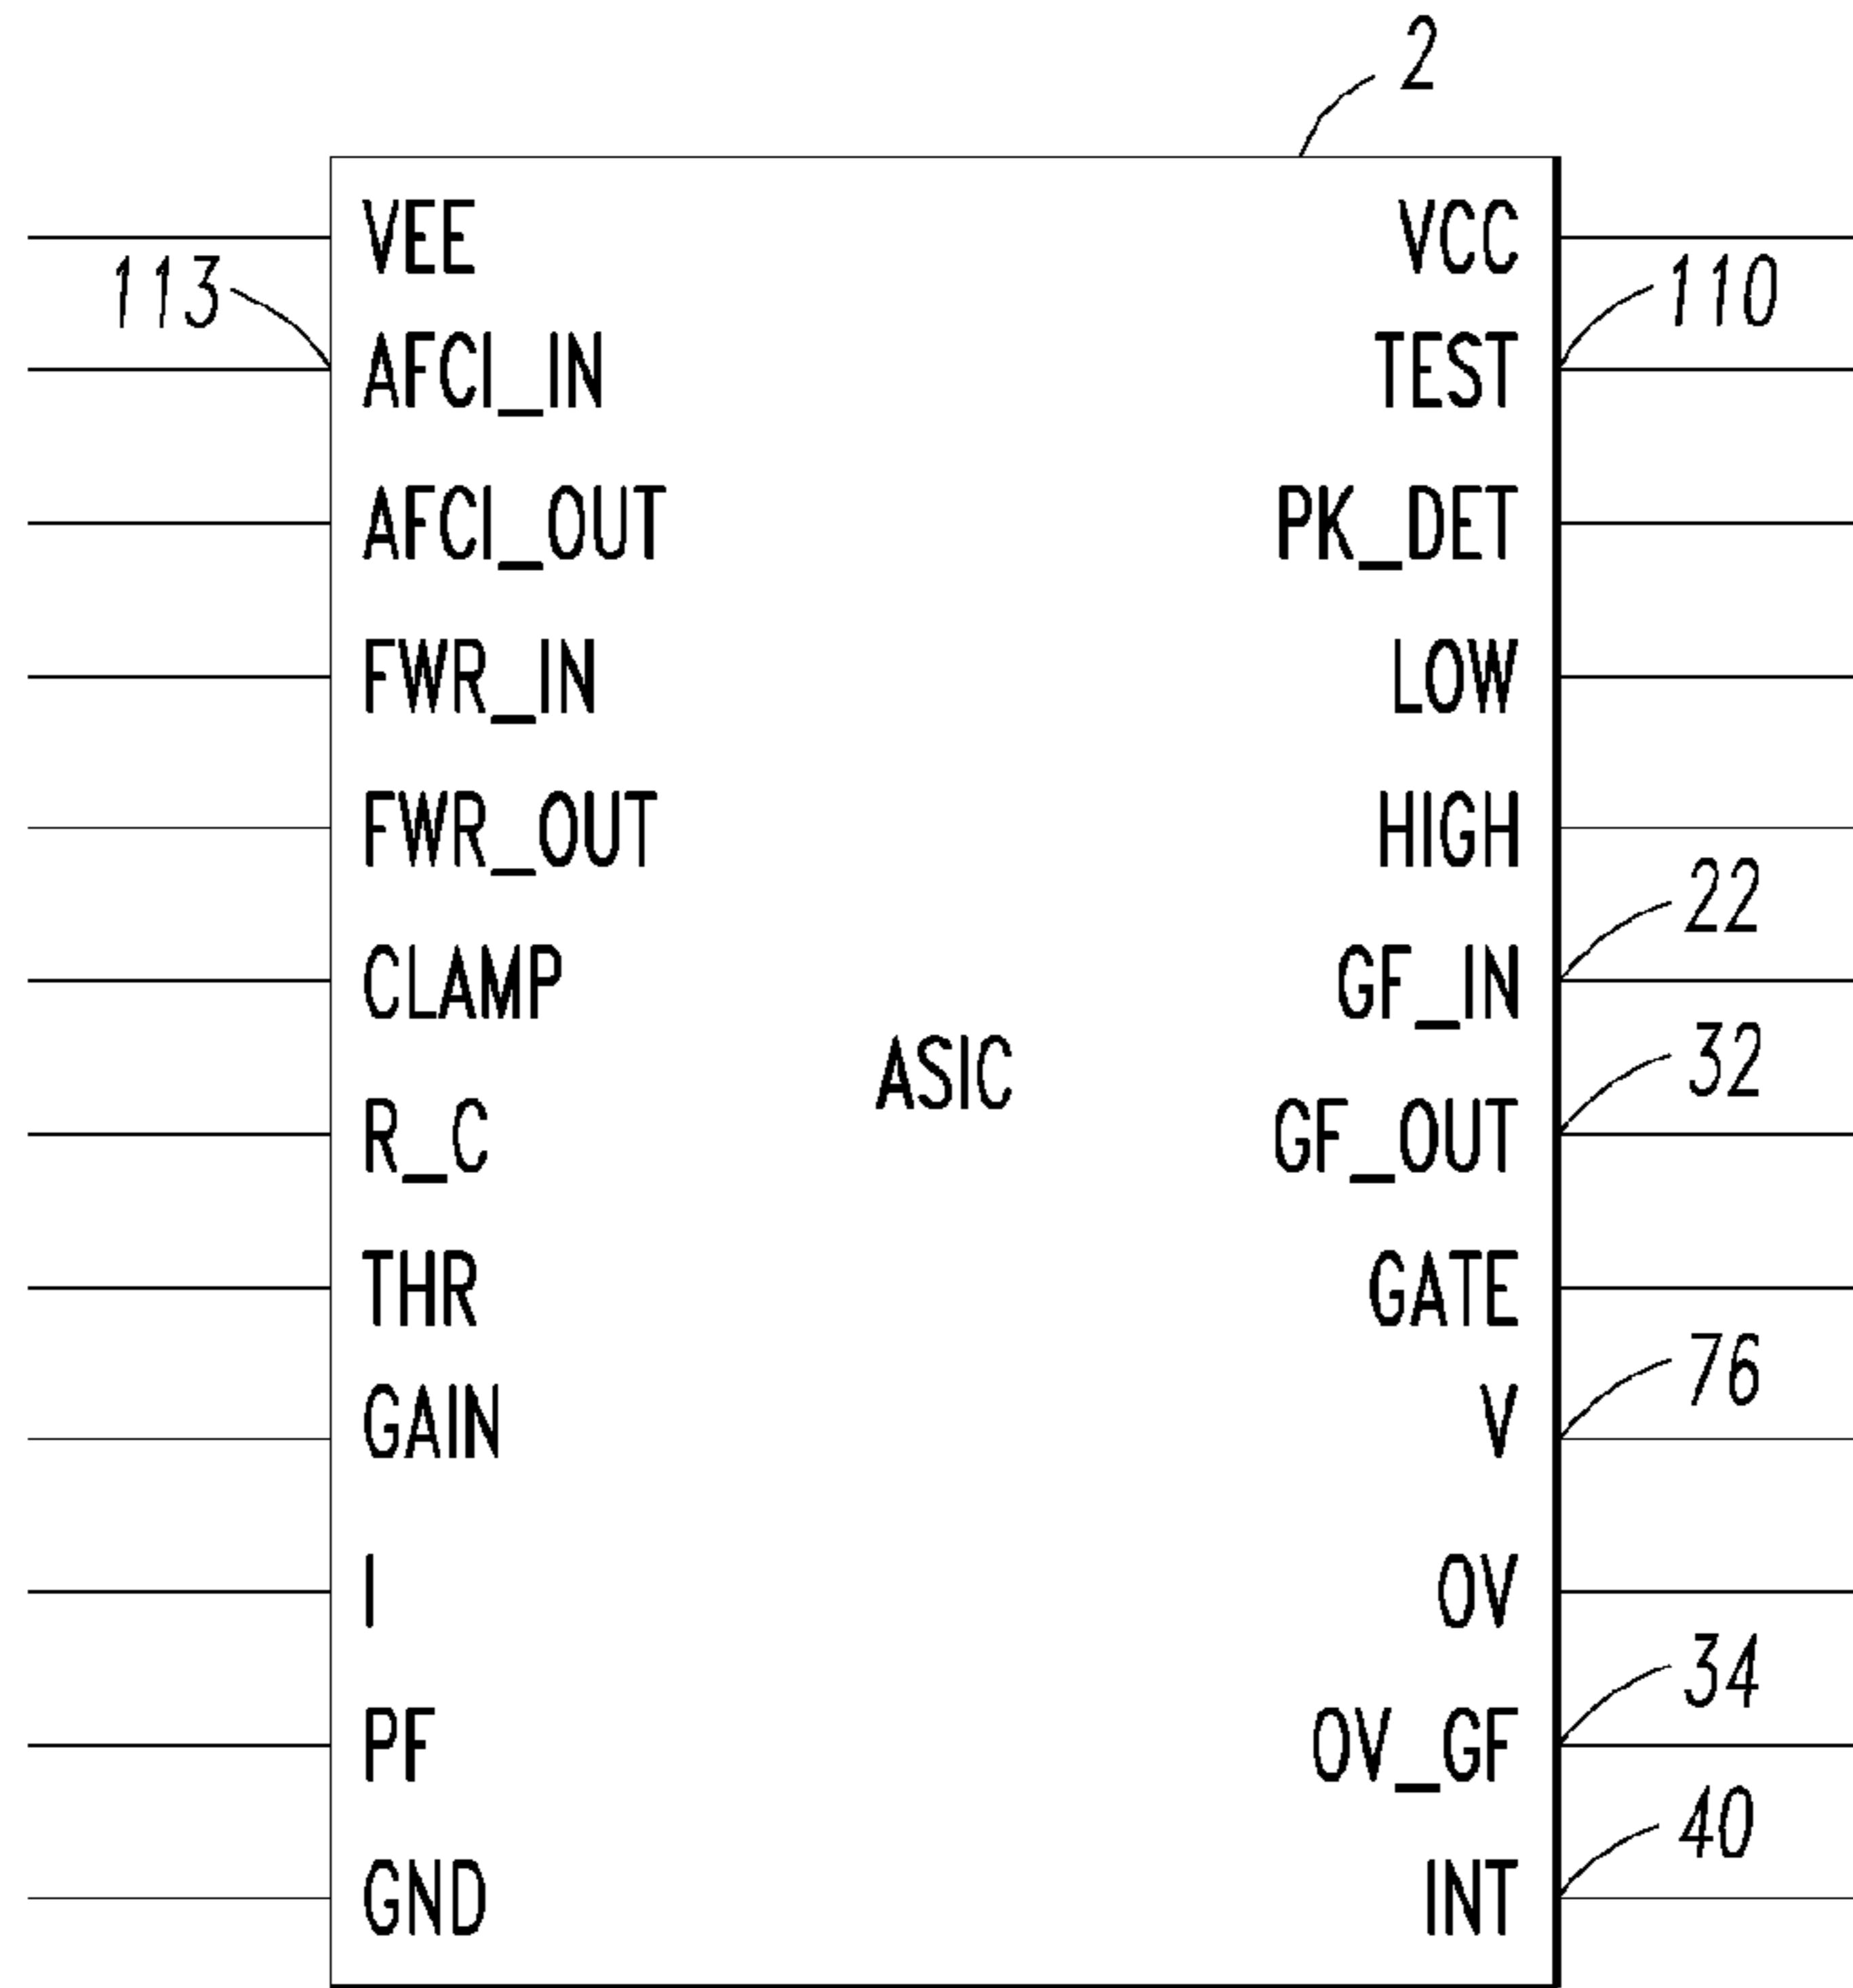 2
VEE VCC
113 110
AFCI_IN TEST
AFCI_OUT PK_DET
FWR_IN LOW
FWR_OUT HIGH
22
CLAMP GF_IN
32
ASIC
R_C GF_OUT
THR GATE
76
GAIN V
I OV
34
PF OV_GF
40
GND INT